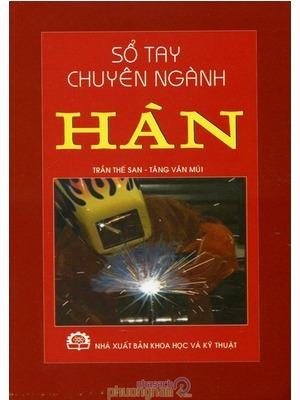 SỔ TAY
CHUYÊN NGÀNH
HÀN
TRẦN THẾ SAN - TĂNG VĂN MÙI
NHÀ XUẤT BẢN KHOA HỌC VÀ KỸ THUẬT
nhasach
phuongnam